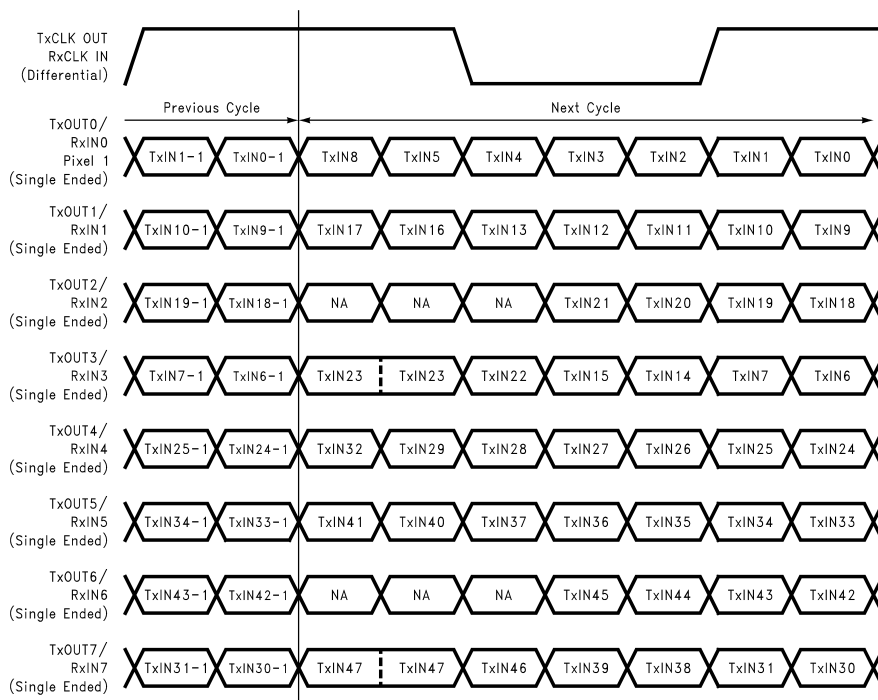 TxCLK OUT
RxCLK IN
(Differential)
Previous Cycle
Next Cycle
TxOUT0/
RxIN0
Pixel 1
(Single Ended)
TxIN1-1 TxIN0-1 TxIN8 TxIN5 TxIN4 TxIN3 TxIN2 TxIN1 TxIN0
TxOUT1/
RxIN1
(Single Ended)
TxIN10-1 TxIN9-1 TxIN17 TxIN16 TxIN13 TxIN12 TxIN11 TxIN10 TxIN9
TxOUT2/
RxIN2
(Single Ended)
TxIN19-1 TxIN18-1 NA NA NA TxIN21 TxIN20 TxIN19 TxIN18
TxOUT3/
RxIN3
(Single Ended)
TxIN7-1 TxIN6-1 TxIN23 TxIN23 TxIN22 TxIN15 TxIN14 TxIN7 TxIN6
TxOUT4/
RxIN4
(Single Ended)
TxIN25-1 TxIN24-1 TxIN32 TxIN29 TxIN28 TxIN27 TxIN26 TxIN25 TxIN24
TxOUT5/
RxIN5
(Single Ended)
TxIN34-1 TxIN33-1 TxIN41 TxIN40 TxIN37 TxIN36 TxIN35 TxIN34 TxIN33
TxOUT6/
RxIN6
(Single Ended)
TxIN43-1 TxIN42-1 NA NA NA TxIN45 TxIN44 TxIN43 TxIN42
TxOUT7/
RxIN7
(Single Ended)
TxIN31-1 TxIN30-1 TxIN47 TxIN47 TxIN46 TxIN39 TxIN38 TxIN31 TxIN30